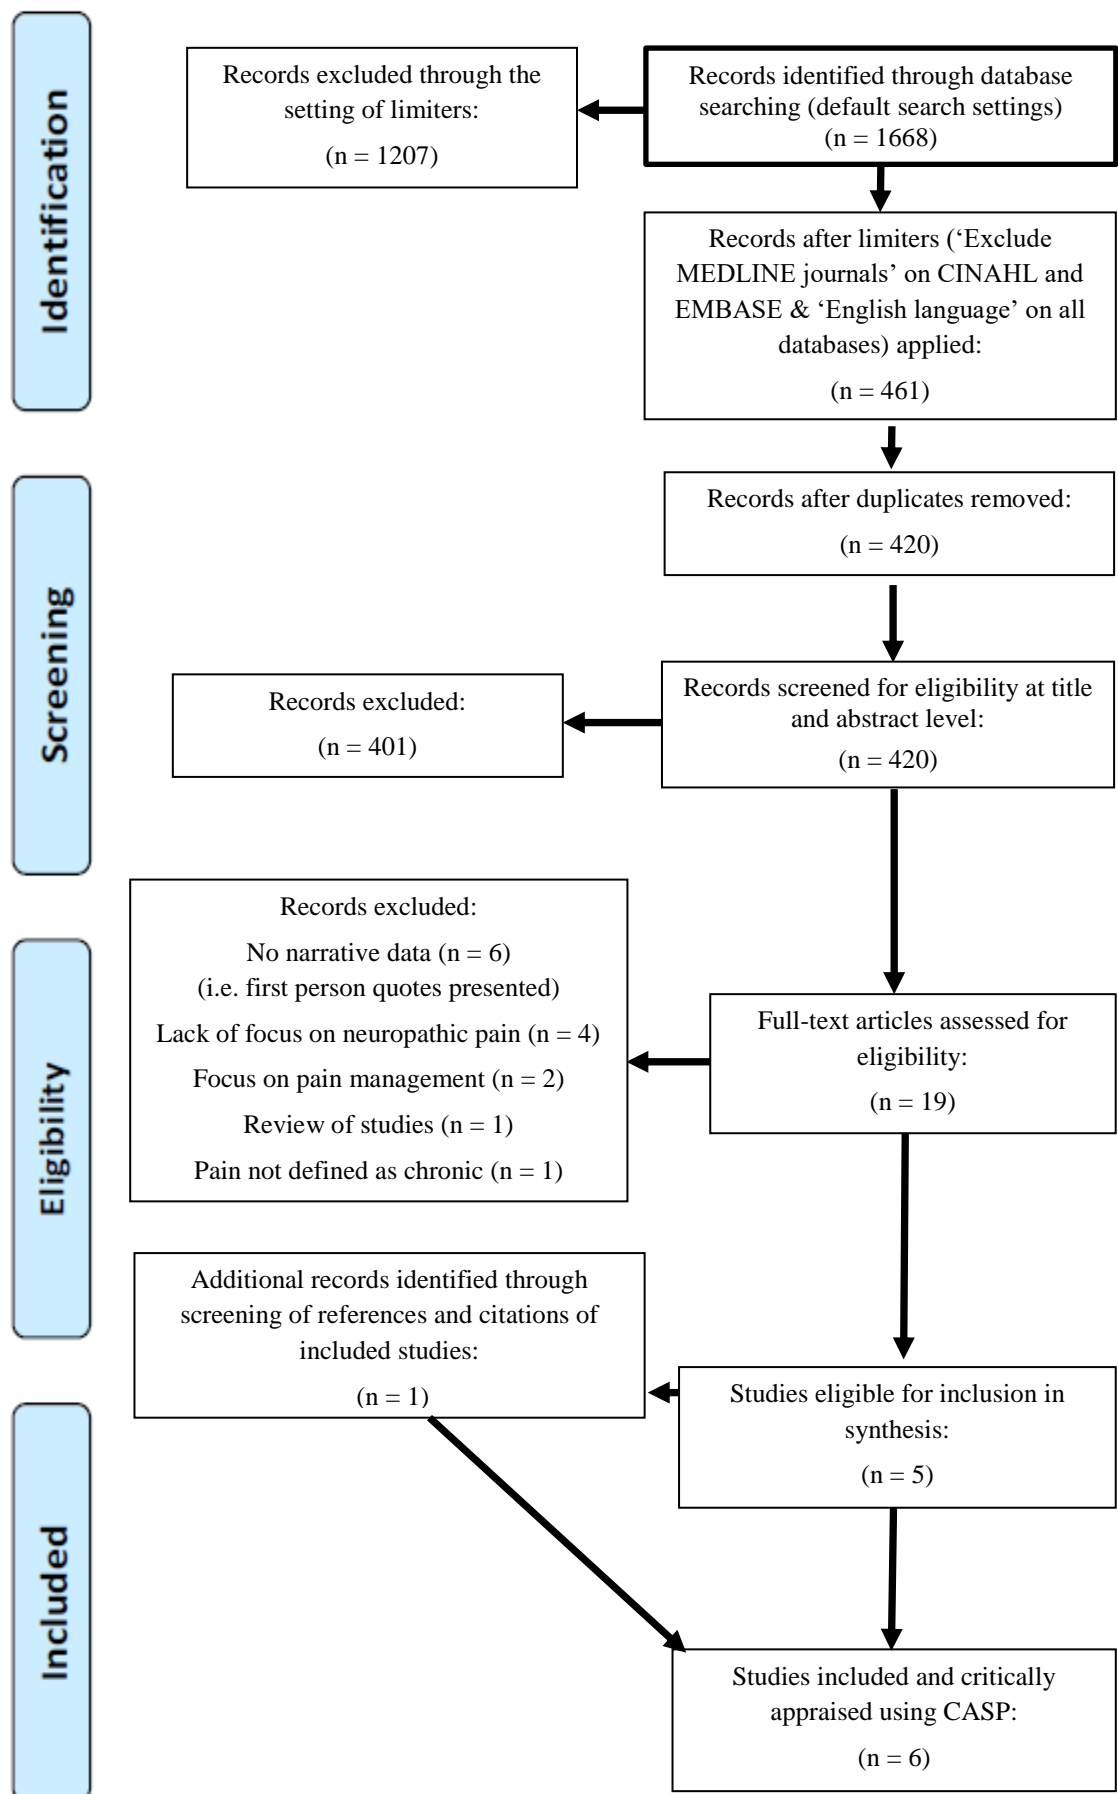 Identification
Records excluded through the
setting of limiters:
(n = 1207)
Records identified through database
searching (default search settings)
(n = 1668)
Records after limiters (‘Exclude
MEDLINE journals’ on CINAHL and
EMBASE & ‘English language’ on all
databases) applied:
(n = 461)
Screening
Records after duplicates removed:
(n = 420)
Records screened for eligibility at title
and abstract level:
(n = 420)
Records excluded:
(n = 401)
Eligibility
Records excluded:
No narrative data (n = 6)
(i.e. first person quotes presented)
Lack of focus on neuropathic pain (n = 4)
Focus on pain management (n = 2)
Review of studies (n = 1)
Pain not defined as chronic (n = 1)
Full-text articles assessed for
eligibility:
(n = 19)
Additional records identified through
screening of references and citations of
included studies:
(n = 1)
Studies eligible for inclusion in
synthesis:
(n = 5)
Included
Studies included and critically
appraised using CASP:
(n = 6)